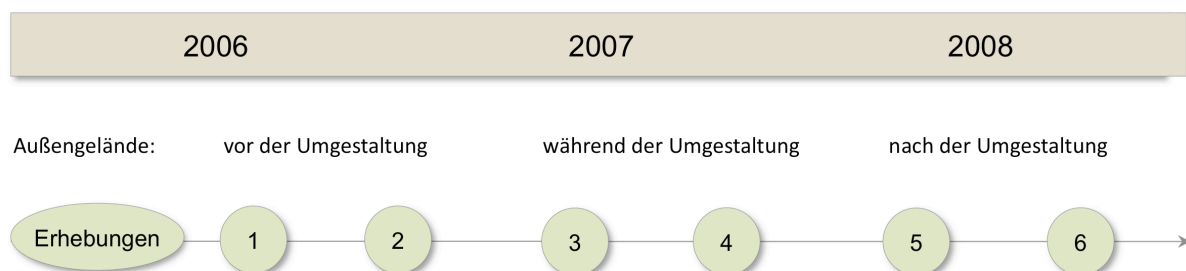 2006 2007 2008
Außengelände: vor der Umgestaltung während der Umgestaltung nach der Umgestaltung
Erhebungen 1 2 3 4 5 6